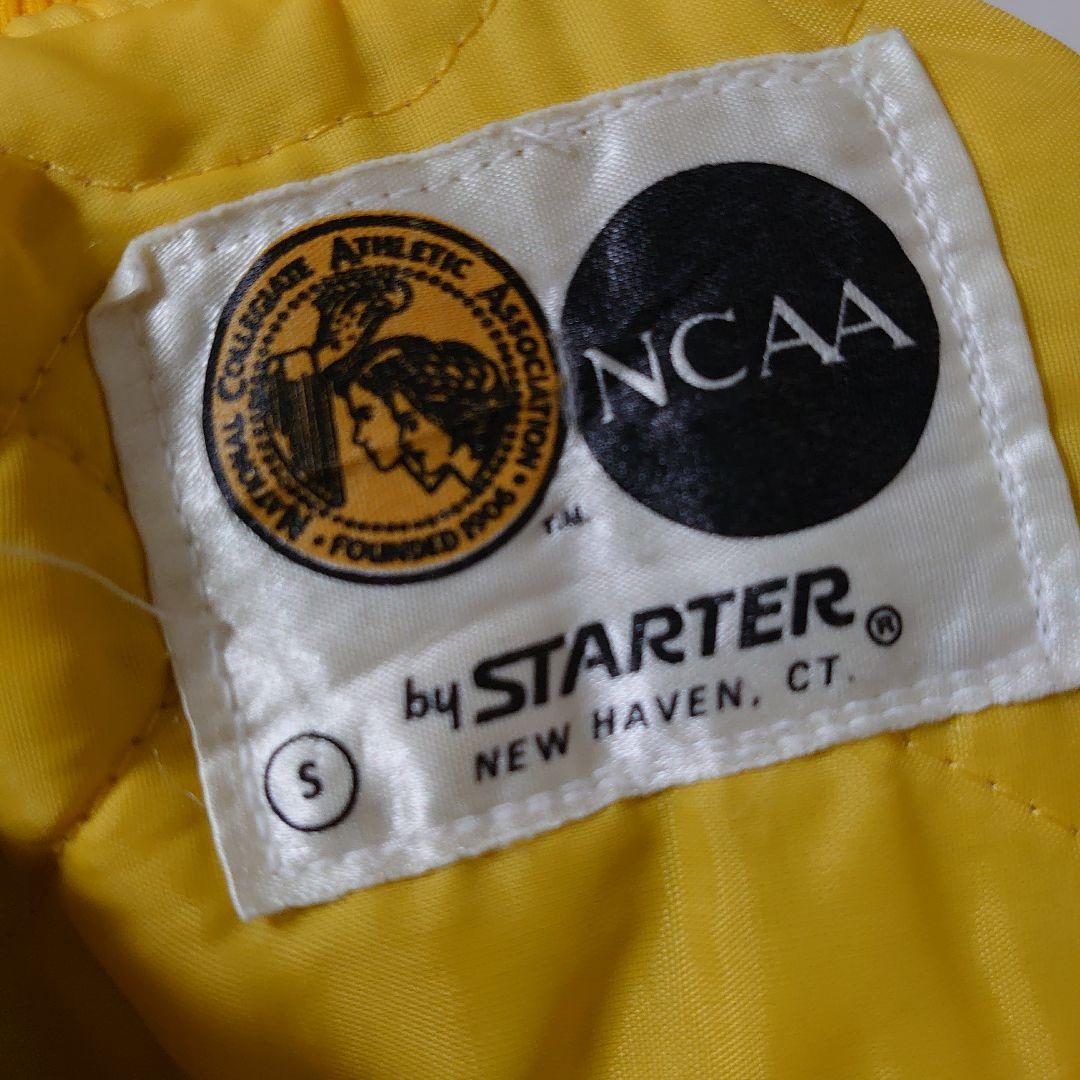 NATIONAL COLLEGIATE ATHLETIC ASSOCIATION
• FOUNDED 1906 •
T.M.
NCAA
by STARTER®
NEW HAVEN, CT.
S